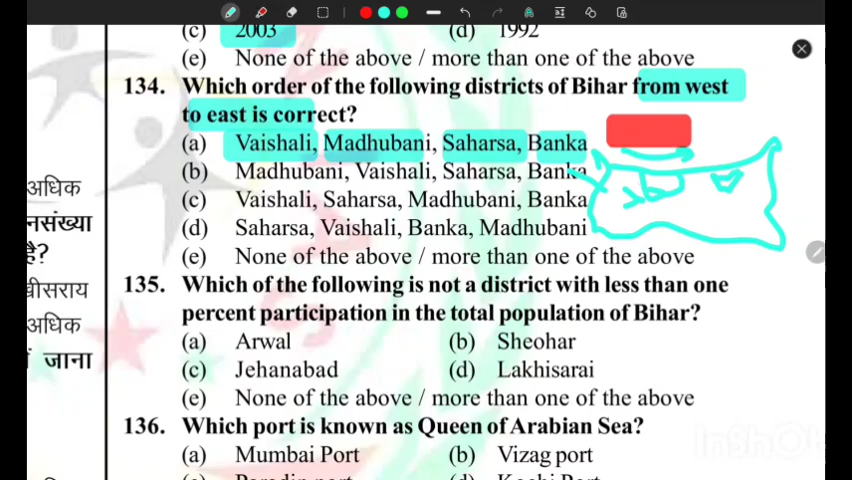 (c) 2003 (d) 1992
(e) None of the above / more than one of the above
134. Which order of the following districts of Bihar from west
to east is correct?
(a) Vaishali, Madhubani, Saharsa, Banka
(b) Madhubani, Vaishali, Saharsa, Banka
(c) Vaishali, Saharsa, Madhubani, Banka
(d) Saharsa, Vaishali, Banka, Madhubani
(e) None of the above / more than one of the above
135. Which of the following is not a district with less than one
percent participation in the total population of Bihar?
(a) Arwal (b) Sheohar
(c) Jehanabad (d) Lakhisarai
(e) None of the above / more than one of the above
136. Which port is known as Queen of Arabian Sea?
(a) Mumbai Port (b) Vizag port
(c) Paradip port (d) Kochi Port
अधिक
नसंख्या
है?
अधिक
जाना
InShOt